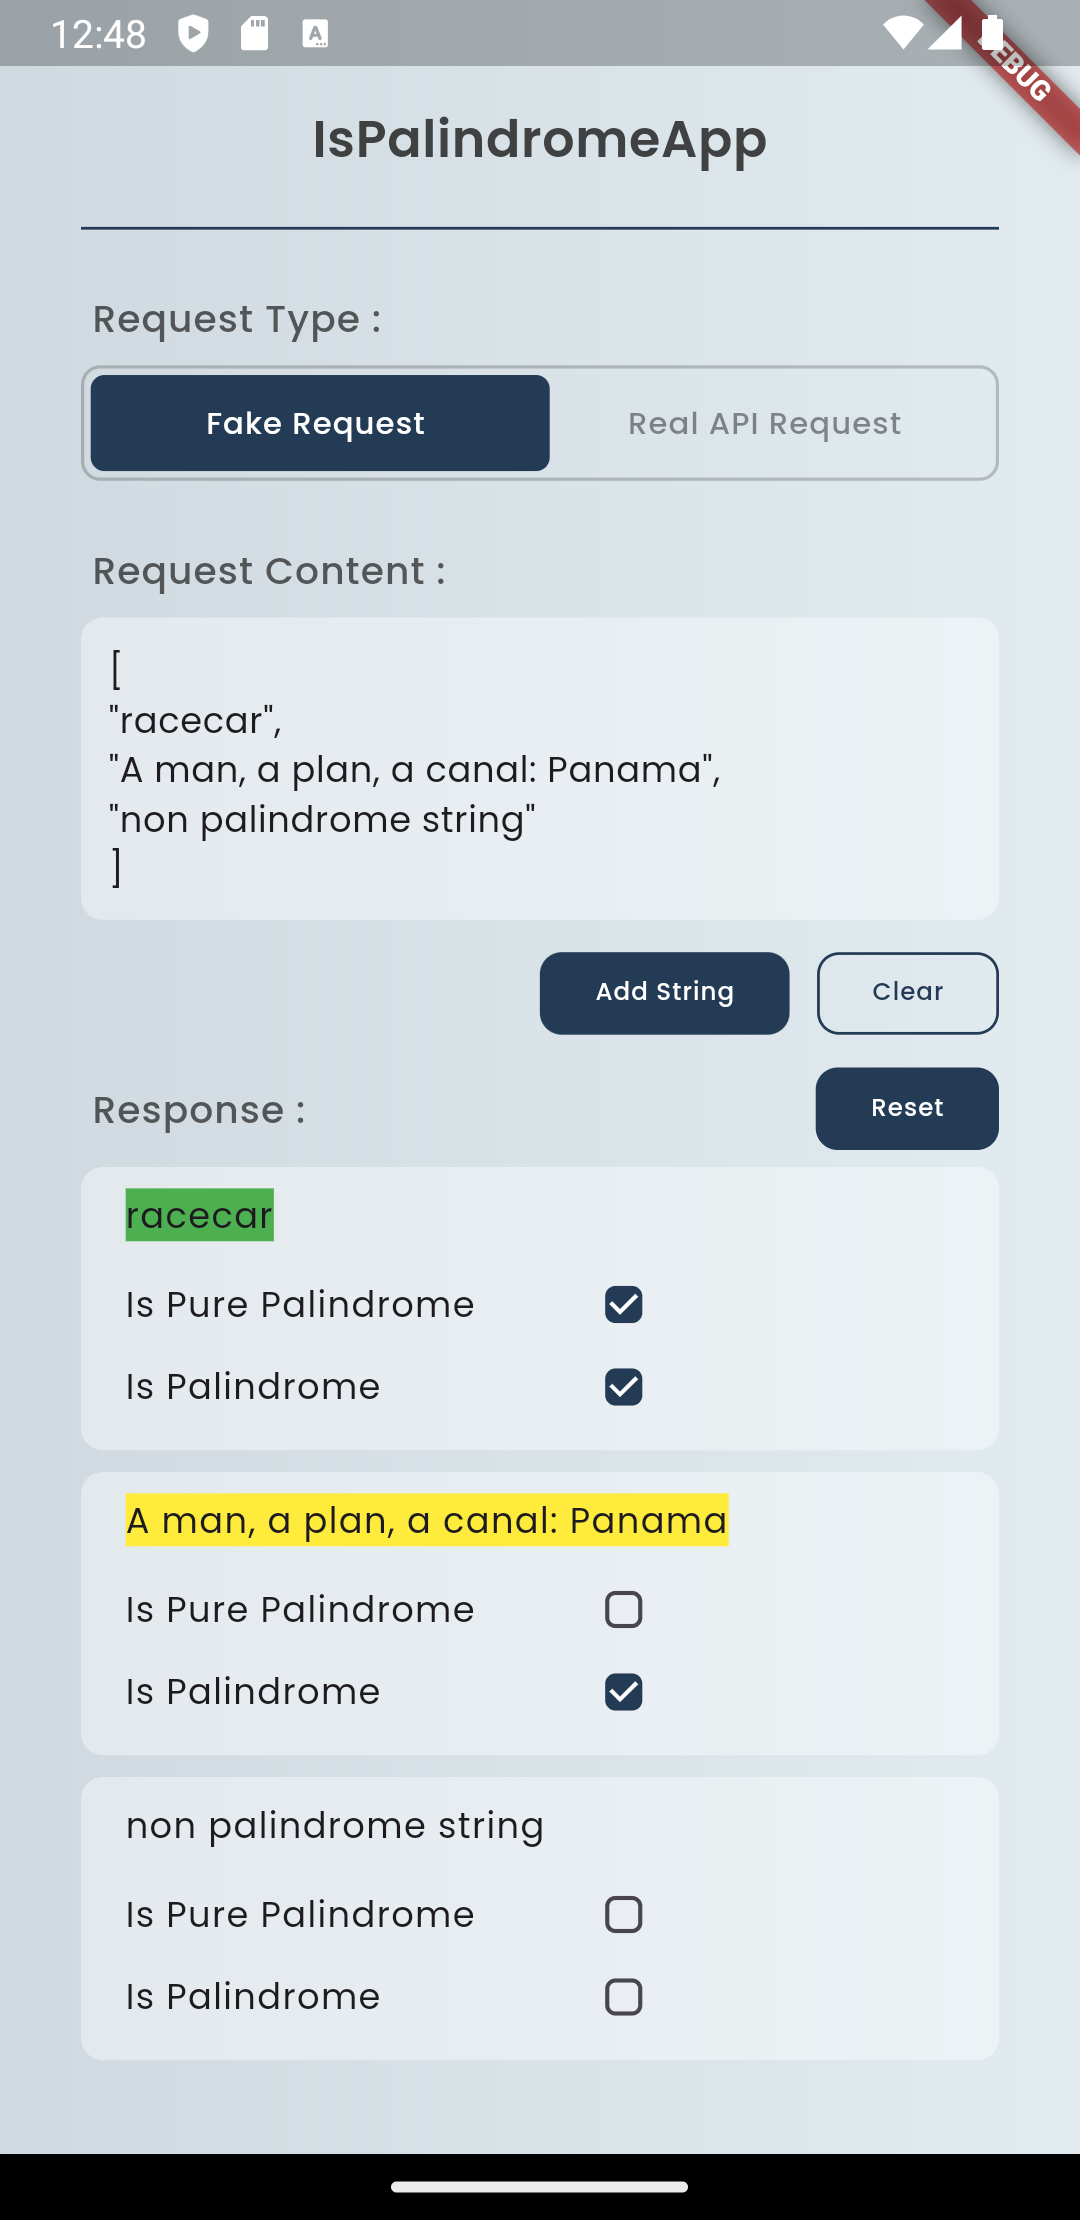 12:48
DEBUG
IsPalindromeApp
Request Type :
Fake Request
Real API Request
Request Content :
[
"racecar",
"A man, a plan, a canal: Panama",
"non palindrome string"
]
Add String
Clear
Response :
Reset
racecar
Is Pure Palindrome
Is Palindrome
A man, a plan, a canal: Panama
Is Pure Palindrome
Is Palindrome
non palindrome string
Is Pure Palindrome
Is Palindrome